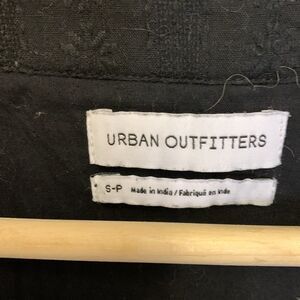 URBAN OUTFITTERS
S-P Made in India / Fabriqué en Inde